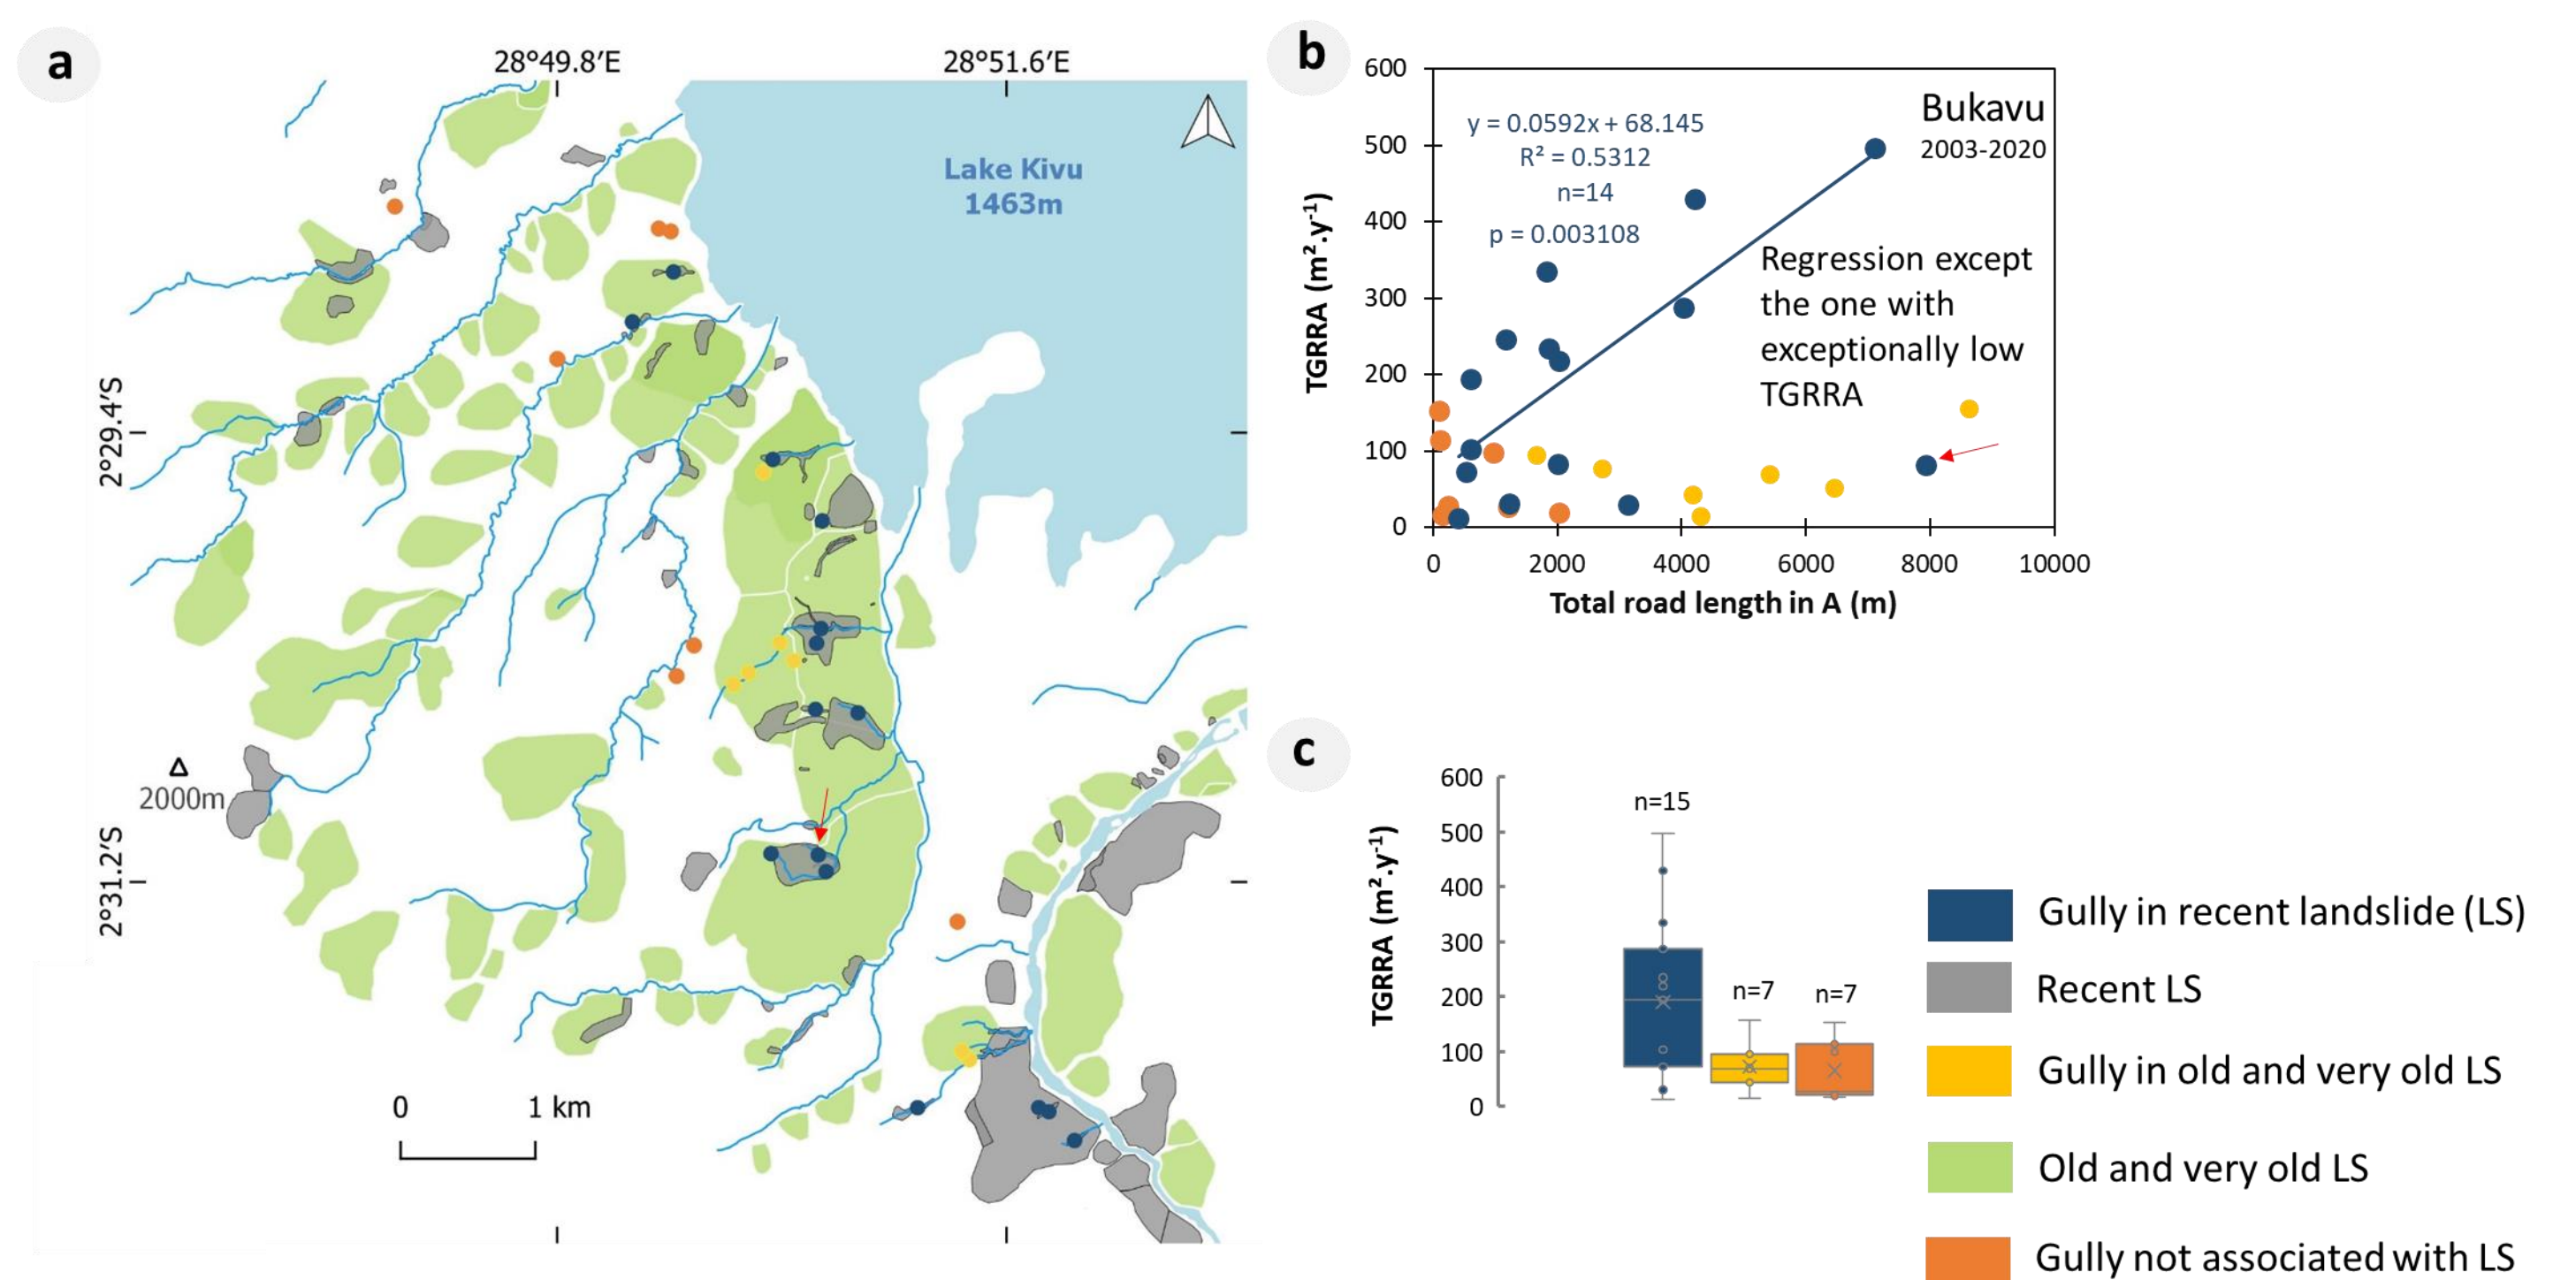 a
28°49.8'E
28°51.6'E
Lake Kivu
1463m
2°29.4'S
2000m
2°31.2'S
0
1 km
b
600
500
400
300
200
100
0
TGRRA (m².y⁻¹)
y = 0.0592x + 68.145
R² = 0.5312
n=14
p = 0.003108
Bukavu
2003-2020
Regression except
the one with
exceptionally low
TGRRA
0
2000
4000
6000
8000
10000
Total road length in A (m)
c
600
500
400
300
200
100
0
TGRRA (m².y⁻¹)
n=15
n=7
n=7
Gully in recent landslide (LS)
Recent LS
Gully in old and very old LS
Old and very old LS
Gully not associated with LS